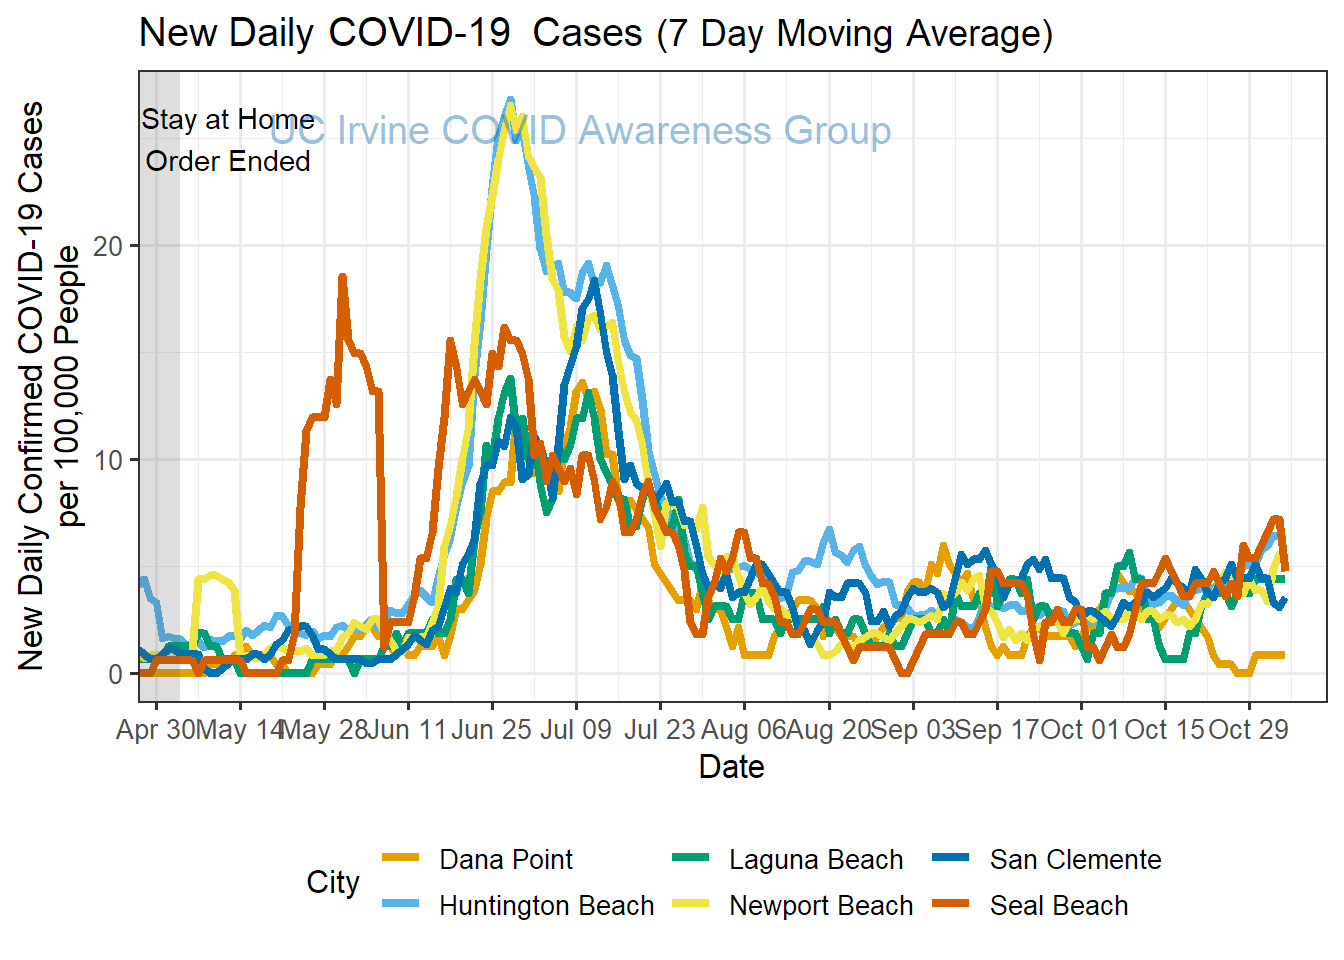 New Daily COVID-19 Cases (7 Day Moving Average)
Stay at Home
Order Ended
UC Irvine COVID Awareness Group
New Daily Confirmed COVID-19 Cases
per 100,000 People
20
10
0
Apr 30 May 14 May 28 Jun 11 Jun 25 Jul 09 Jul 23 Aug 06 Aug 20 Sep 03 Sep 17 Oct 01 Oct 15 Oct 29
Date
City
Dana Point Laguna Beach San Clemente
Huntington Beach Newport Beach Seal Beach